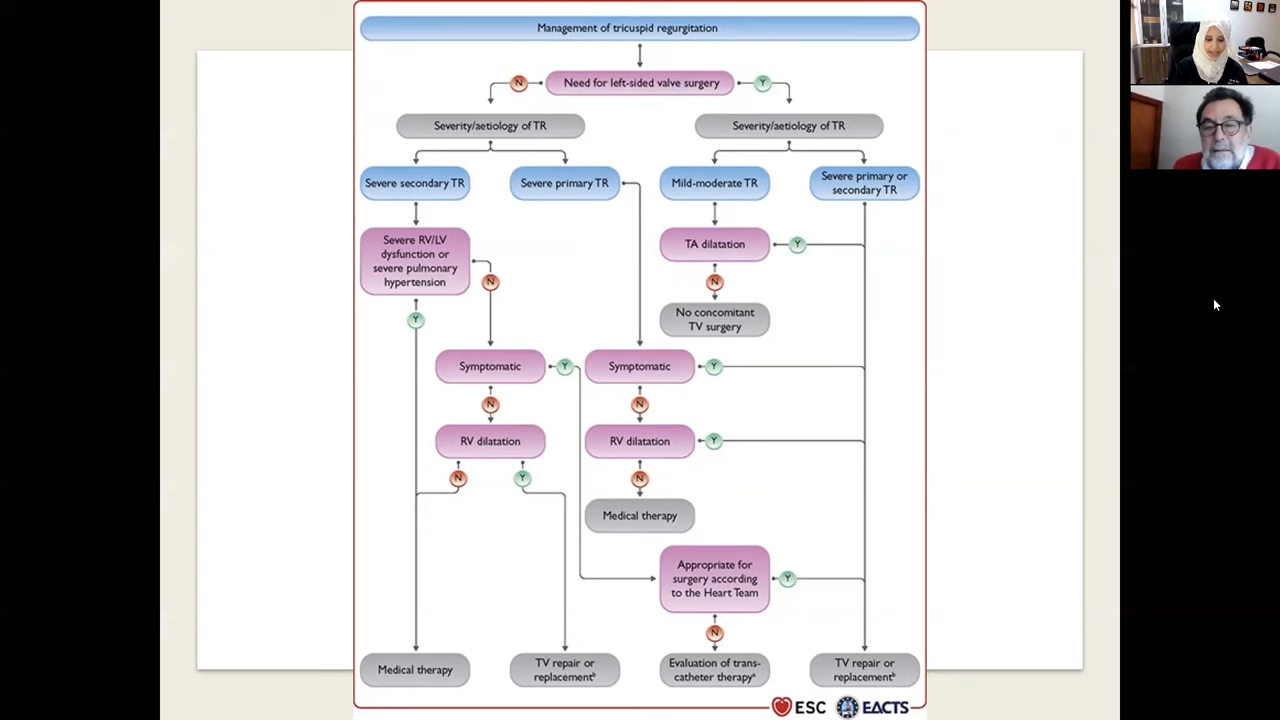 Management of tricuspid regurgitation
N
Need for left-sided valve surgery
Y
Severity/aetiology of TR
Severity/aetiology of TR
Severe secondary TR
Severe primary TR
Mild-moderate TR
Severe primary or
secondary TR
Severe RV/LV
dysfunction or
severe pulmonary
hypertension
N
TA dilatation
Y
N
Y
No concomitant
TV surgery
Symptomatic
Y
Symptomatic
Y
N
N
RV dilatation
RV dilatation
Y
N
Y
N
Medical therapy
Appropriate for
surgery according
to the Heart Team
Y
N
Medical therapy
TV repair or
replacementᵇ
Evaluation of trans-
catheter therapyᵃ
TV repair or
replacementᵇ
ESC
EACTS